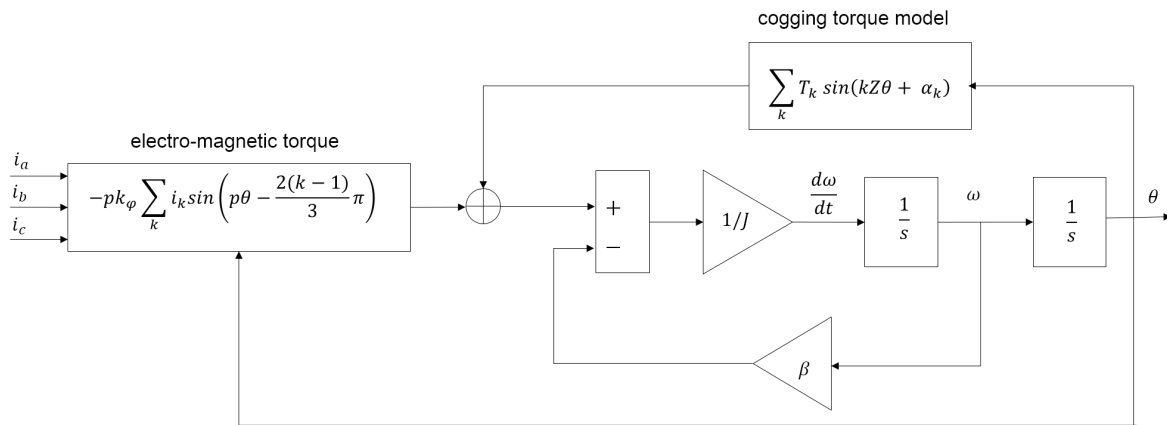 cogging torque model
∑_k T_k sin(kZθ + α_k)
electro-magnetic torque
i_a
i_b
i_c
−pk_φ ∑_k i_k sin(pθ − 2(k − 1)/3 π)
+
−
1/J
dω/dt
1/s
ω
1/s
θ
β